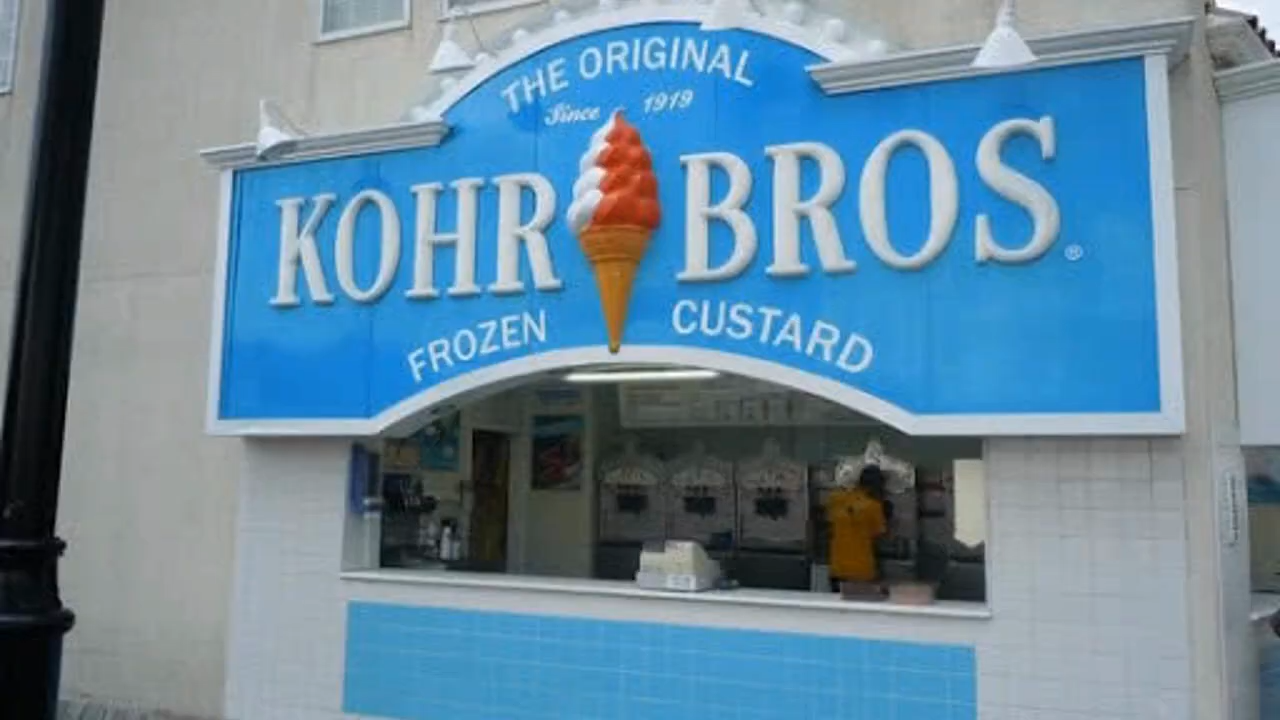 THE ORIGINAL
Since 1919
KOHR BROS ®
FROZEN CUSTARD